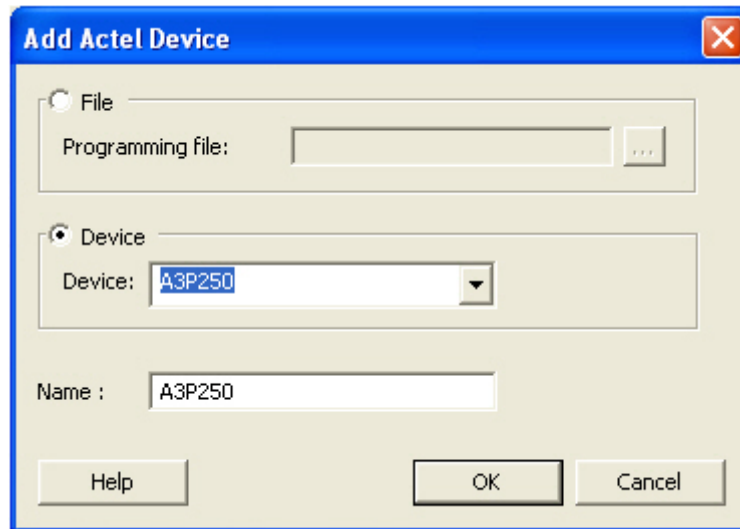 Add Actel Device
File
Programming file:
...
Device
Device: A3P250
Name : A3P250
Help OK Cancel